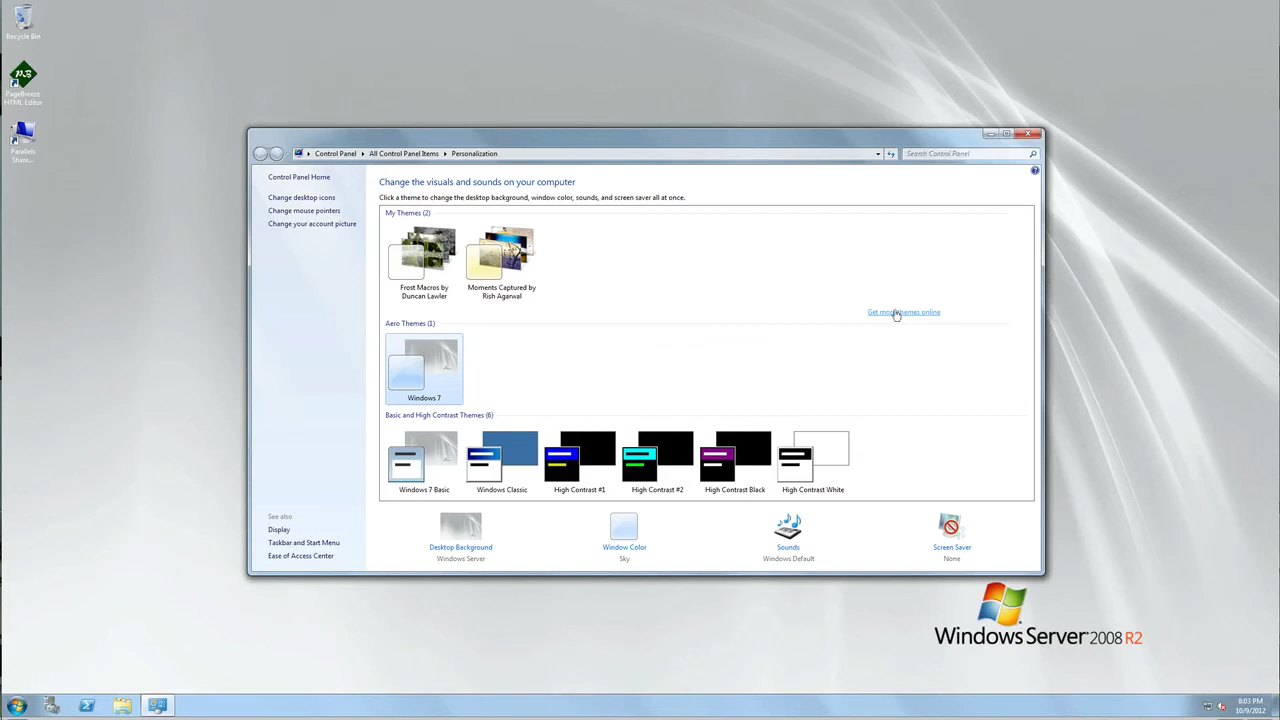 Recycle Bin
PB
PageBreeze
HTML Editor
Parallels
Share...
Control Panel
All Control Panel Items
Personalization
Search Control Panel
Control Panel Home
Change desktop icons
Change mouse pointers
Change your account picture
Change the visuals and sounds on your computer
Click a theme to change the desktop background, window color, sounds, and screen saver all at once.
My Themes (2)
Frost Macros by
Duncan Lawler
Moments Captured by
Rish Agarwal
Get more themes online
Aero Themes (1)
Windows 7
Basic and High Contrast Themes (6)
Windows 7 Basic
Windows Classic
High Contrast #1
High Contrast #2
High Contrast Black
High Contrast White
See also
Display
Taskbar and Start Menu
Ease of Access Center
Desktop Background
Windows Server
Window Color
Sky
Sounds
Windows Default
Screen Saver
None
Windows Server 2008 R2
8:03 PM
10/9/2012